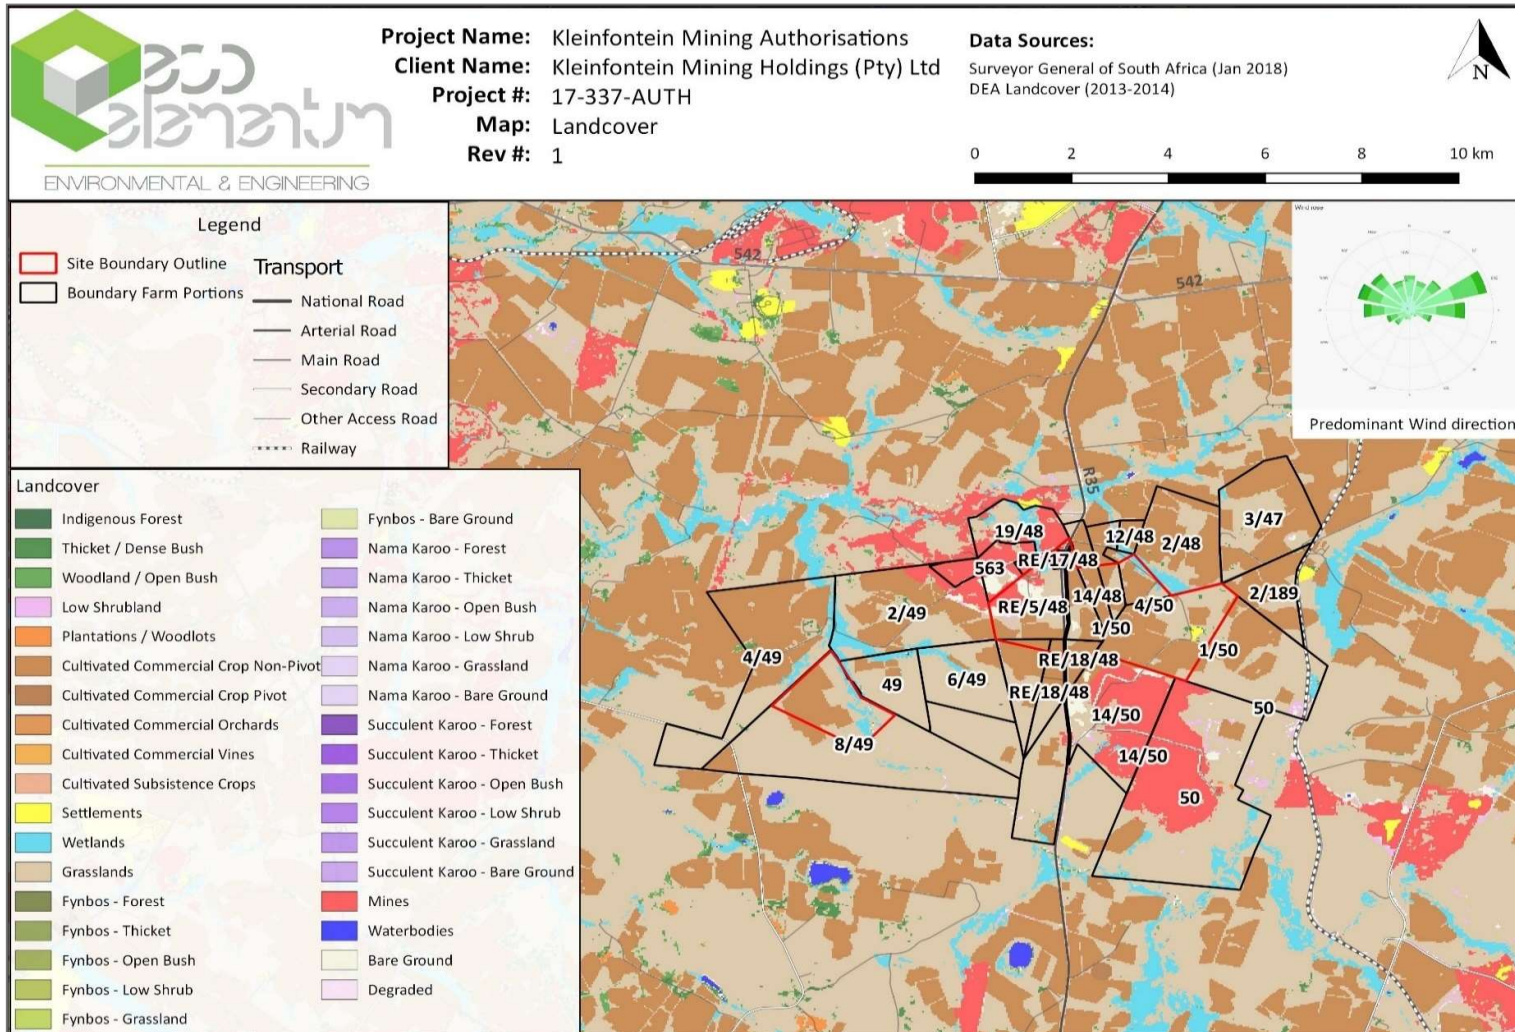 eco
elementum
ENVIRONMENTAL & ENGINEERING
Project Name: Kleinfontein Mining Authorisations
Client Name: Kleinfontein Mining Holdings (Pty) Ltd
Project #: 17-337-AUTH
Map: Landcover
Rev #: 1
Data Sources:
Surveyor General of South Africa (Jan 2018)
DEA Landcover (2013-2014)
N
0 2 4 6 8 10 km
Legend
Site Boundary Outline
Boundary Farm Portions
Transport
National Road
Arterial Road
Main Road
Secondary Road
Other Access Road
Railway
Landcover
Indigenous Forest
Thicket / Dense Bush
Woodland / Open Bush
Low Shrubland
Plantations / Woodlots
Cultivated Commercial Crop Non-Pivot
Cultivated Commercial Crop Pivot
Cultivated Commercial Orchards
Cultivated Commercial Vines
Cultivated Subsistence Crops
Settlements
Wetlands
Grasslands
Fynbos - Forest
Fynbos - Thicket
Fynbos - Open Bush
Fynbos - Low Shrub
Fynbos - Grassland
Fynbos - Bare Ground
Nama Karoo - Forest
Nama Karoo - Thicket
Nama Karoo - Open Bush
Nama Karoo - Low Shrub
Nama Karoo - Grassland
Nama Karoo - Bare Ground
Succulent Karoo - Forest
Succulent Karoo - Thicket
Succulent Karoo - Open Bush
Succulent Karoo - Low Shrub
Succulent Karoo - Grassland
Succulent Karoo - Bare Ground
Mines
Waterbodies
Bare Ground
Degraded
Wind rose
Predominant Wind direction
542
542
R35
3/47
19/48
12/48
2/48
RE/17/48
563
2/189
14/48
RE/5/48
4/50
2/49
1/50
1/50
4/49
RE/18/48
49
6/49
RE/18/48
50
14/50
8/49
14/50
50